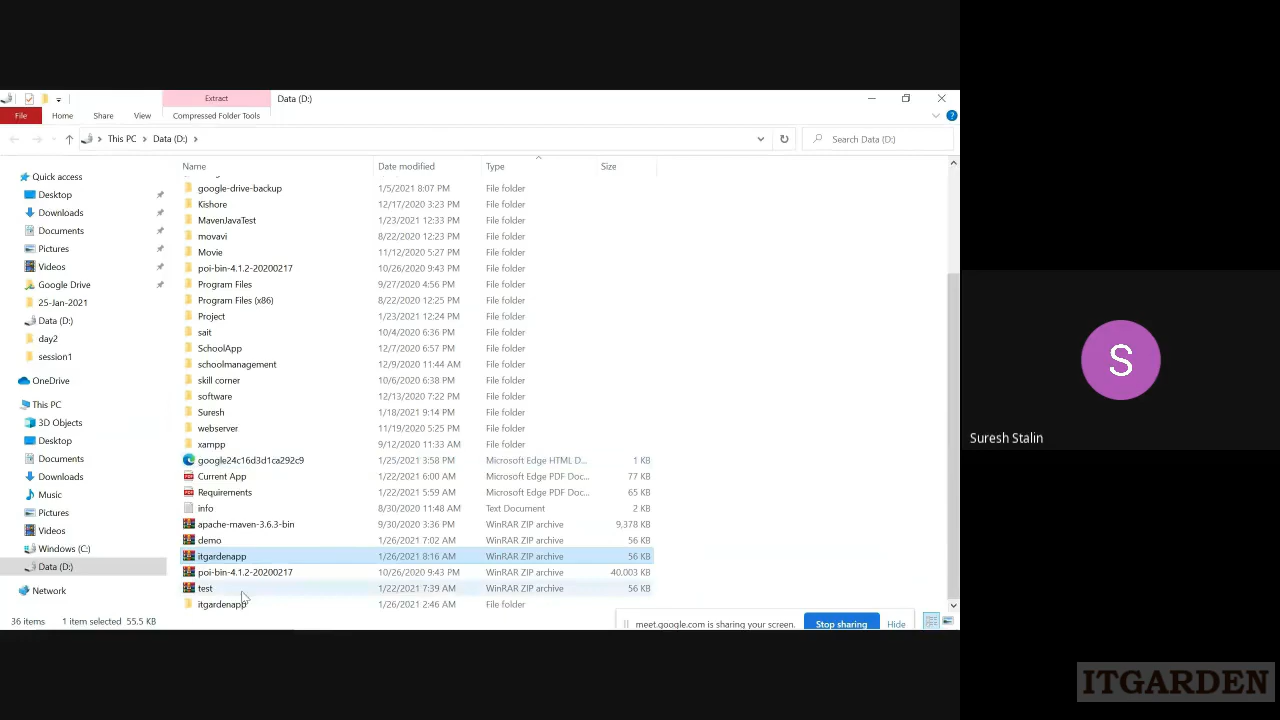 Extract
Data (D:)
File
Home
Share
View
Compressed Folder Tools
This PC
Data (D:)
Search Data (D:)
Name
Date modified
Type
Size
Quick access
Desktop
Downloads
Documents
Pictures
Videos
Google Drive
25-Jan-2021
Data (D:)
day2
session1
OneDrive
This PC
3D Objects
Desktop
Documents
Downloads
Music
Pictures
Videos
Windows (C:)
Data (D:)
Network
google-drive-backup 1/5/2021 8:07 PM File folder
Kishore 12/17/2020 3:23 PM File folder
MavenJavaTest 1/23/2021 12:33 PM File folder
movavi 8/22/2020 12:23 PM File folder
Movie 11/12/2020 5:27 PM File folder
poi-bin-4.1.2-20200217 10/26/2020 9:43 PM File folder
Program Files 9/27/2020 4:56 PM File folder
Program Files (x86) 8/22/2020 12:25 PM File folder
Project 1/23/2021 12:24 PM File folder
sait 10/4/2020 6:36 PM File folder
SchoolApp 12/7/2020 6:57 PM File folder
schoolmanagement 12/9/2020 11:44 AM File folder
skill corner 10/6/2020 6:38 PM File folder
software 12/13/2020 7:22 PM File folder
Suresh 1/18/2021 9:14 PM File folder
webserver 11/19/2020 5:25 PM File folder
xampp 9/12/2020 11:33 AM File folder
google24c16d3d1ca292c9 1/25/2021 3:58 PM Microsoft Edge HTML D... 1 KB
Current App 1/22/2021 6:00 AM Microsoft Edge PDF Doc... 77 KB
Requirements 1/22/2021 5:59 AM Microsoft Edge PDF Doc... 65 KB
info 8/30/2020 11:48 AM Text Document 2 KB
apache-maven-3.6.3-bin 9/30/2020 3:36 PM WinRAR ZIP archive 9,378 KB
demo 1/26/2021 7:02 AM WinRAR ZIP archive 56 KB
itgardenapp 1/26/2021 8:16 AM WinRAR ZIP archive 56 KB
poi-bin-4.1.2-20200217 10/26/2020 9:43 PM WinRAR ZIP archive 40,003 KB
test 1/22/2021 7:39 AM WinRAR ZIP archive 56 KB
itgardenapp 1/26/2021 2:46 AM File folder
36 items 1 item selected 55.5 KB
meet.google.com is sharing your screen. Stop sharing Hide
S
Suresh Stalin
ITGARDEN